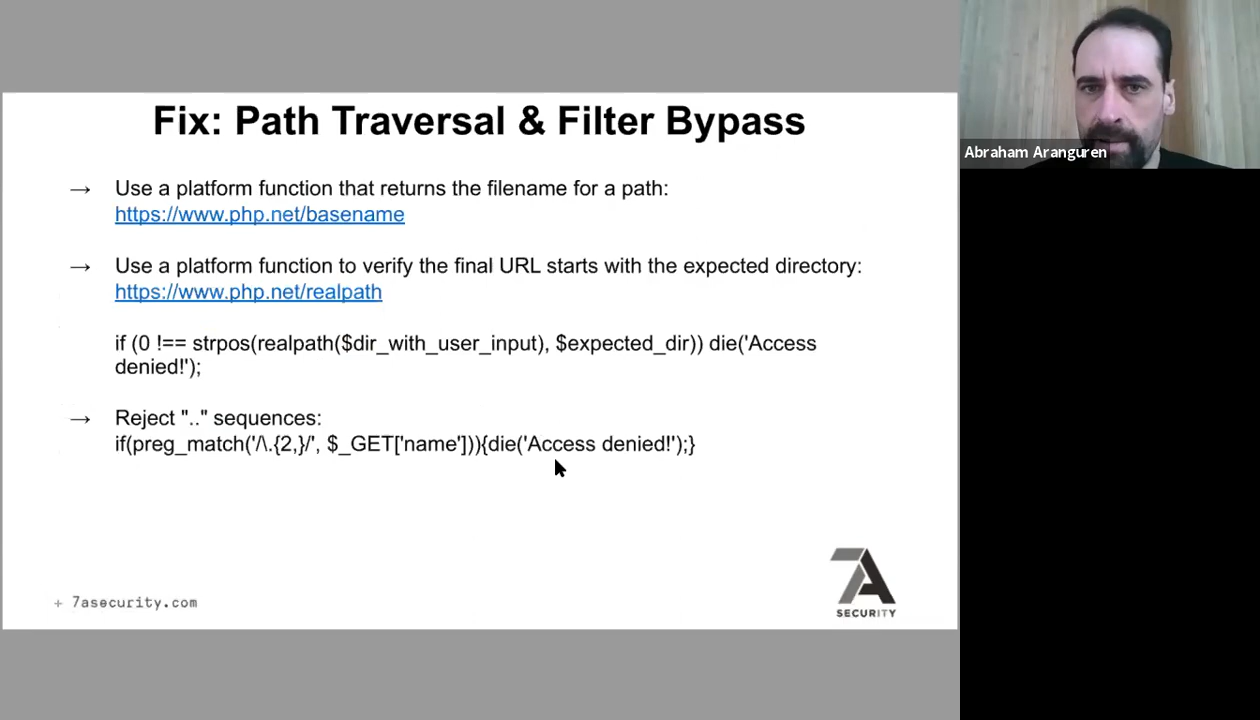 Fix: Path Traversal & Filter Bypass
→ Use a platform function that returns the filename for a path:
https://www.php.net/basename
→ Use a platform function to verify the final URL starts with the expected directory:
https://www.php.net/realpath
if (0 !== strpos(realpath($dir_with_user_input), $expected_dir)) die('Access
denied!');
→ Reject ".." sequences:
if(preg_match('/\.{2,}/', $_GET['name'])){die('Access denied!');}
+ 7asecurity.com
7A
SECURITY
Abraham Aranguren